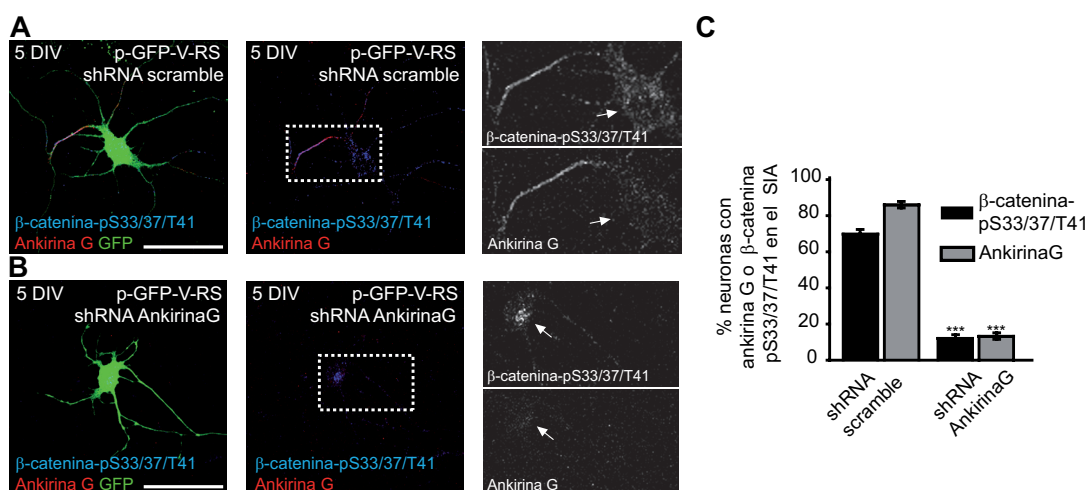 A
5 DIV
p-GFP-V-RS
shRNA scramble
β-catenina-pS33/37/T41
Ankirina G GFP
5 DIV
p-GFP-V-RS
shRNA scramble
β-catenina-pS33/37/T41
Ankirina G
β-catenina-pS33/37/T41
Ankirina G
B
5 DIV
p-GFP-V-RS
shRNA AnkirinaG
β-catenina-pS33/37/T41
Ankirina G GFP
5 DIV
p-GFP-V-RS
shRNA AnkirinaG
β-catenina-pS33/37/T41
Ankirina G
β-catenina-pS33/37/T41
Ankirina G
C
% neuronas con
ankirina G o β-catenina
pS33/37/T41 en el SIA
100
80
60
40
20
0
β-catenina-
pS33/37/T41
AnkirinaG
***
***
shRNA
scramble
shRNA
AnkirinaG